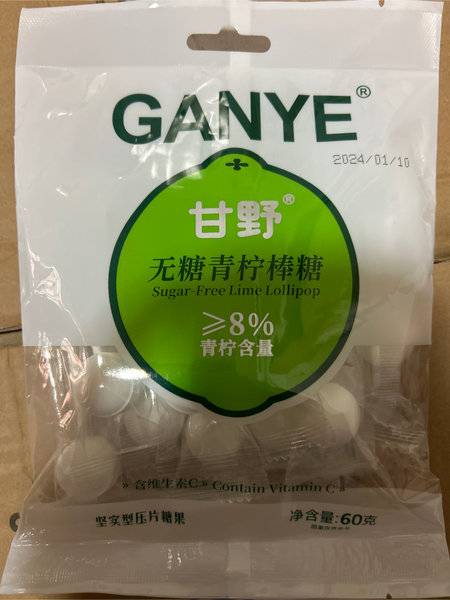 GANYE®
2024/01/10
甘野®
无糖青柠棒糖
Sugar-Free Lime Lollipop
≥8%
青柠含量
» 含维生素C » Contain Vitamin C »
坚实型压片糖果
净含量:60克